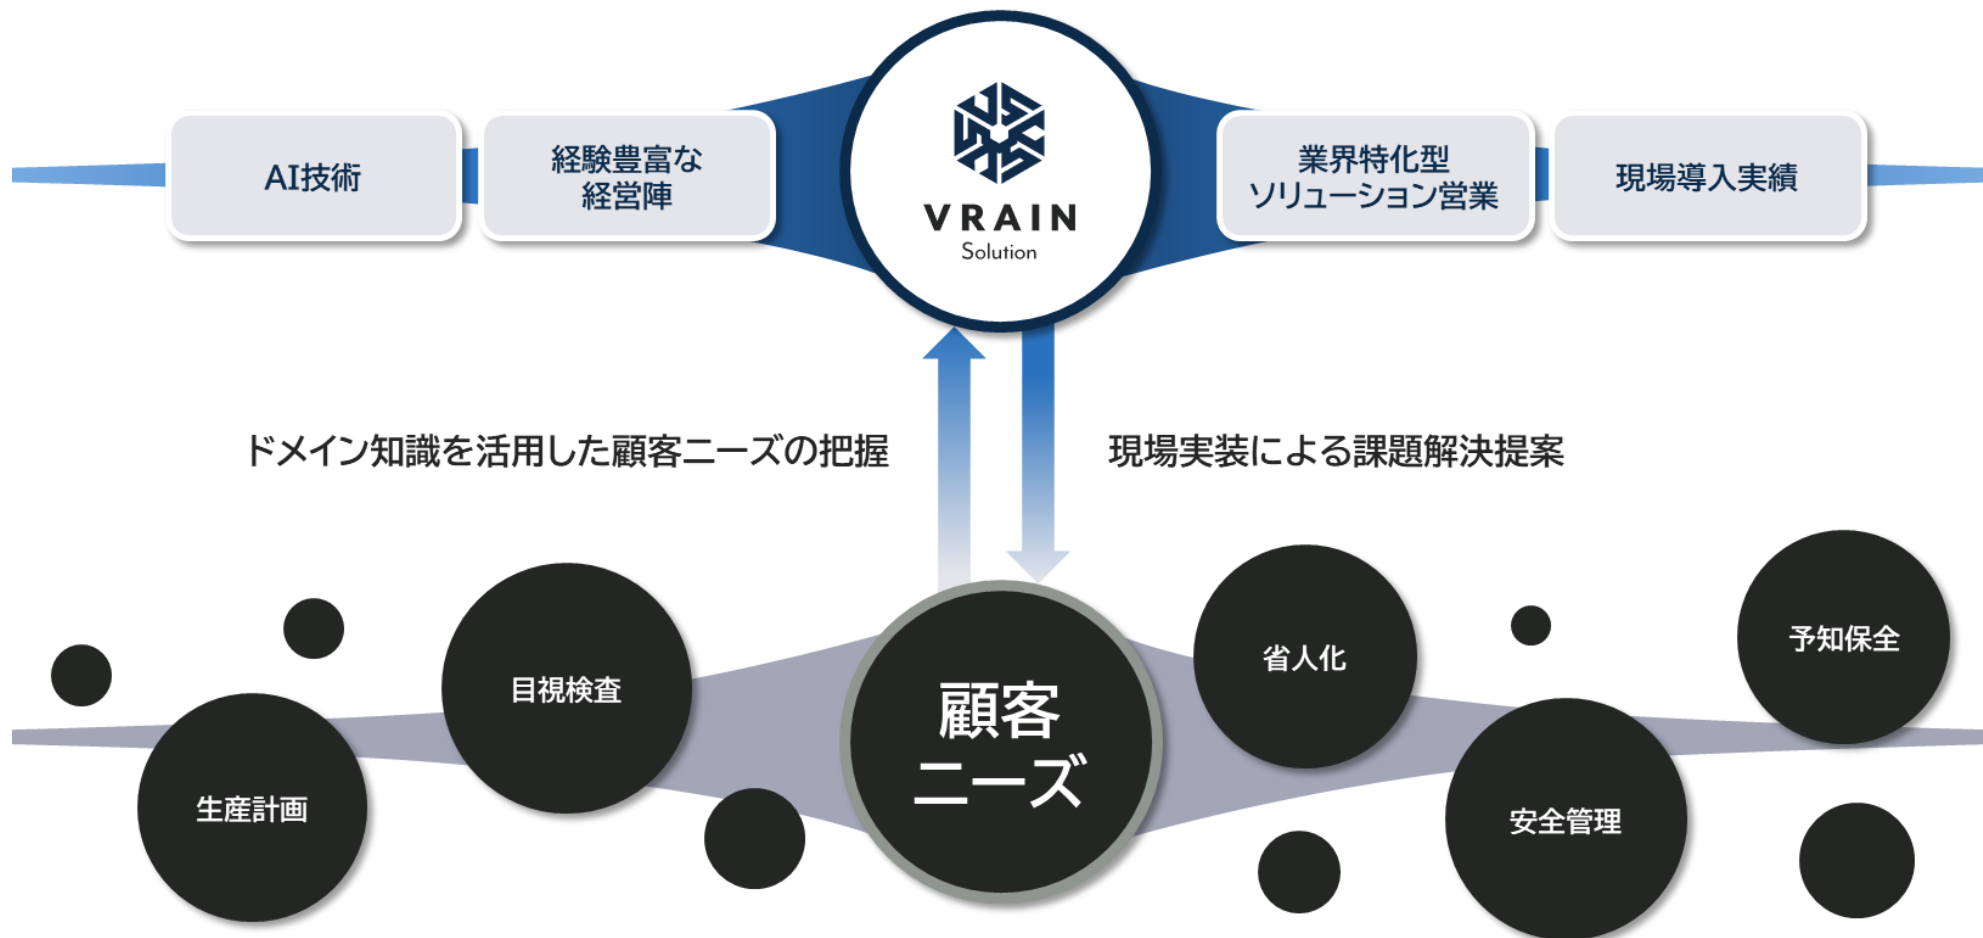 AI技術
経験豊富な
経営陣
VRAIN
Solution
業界特化型
ソリューション営業
現場導入実績
ドメイン知識を活用した顧客ニーズの把握
現場実装による課題解決提案
生産計画
目視検査
顧客
ニーズ
省人化
安全管理
予知保全